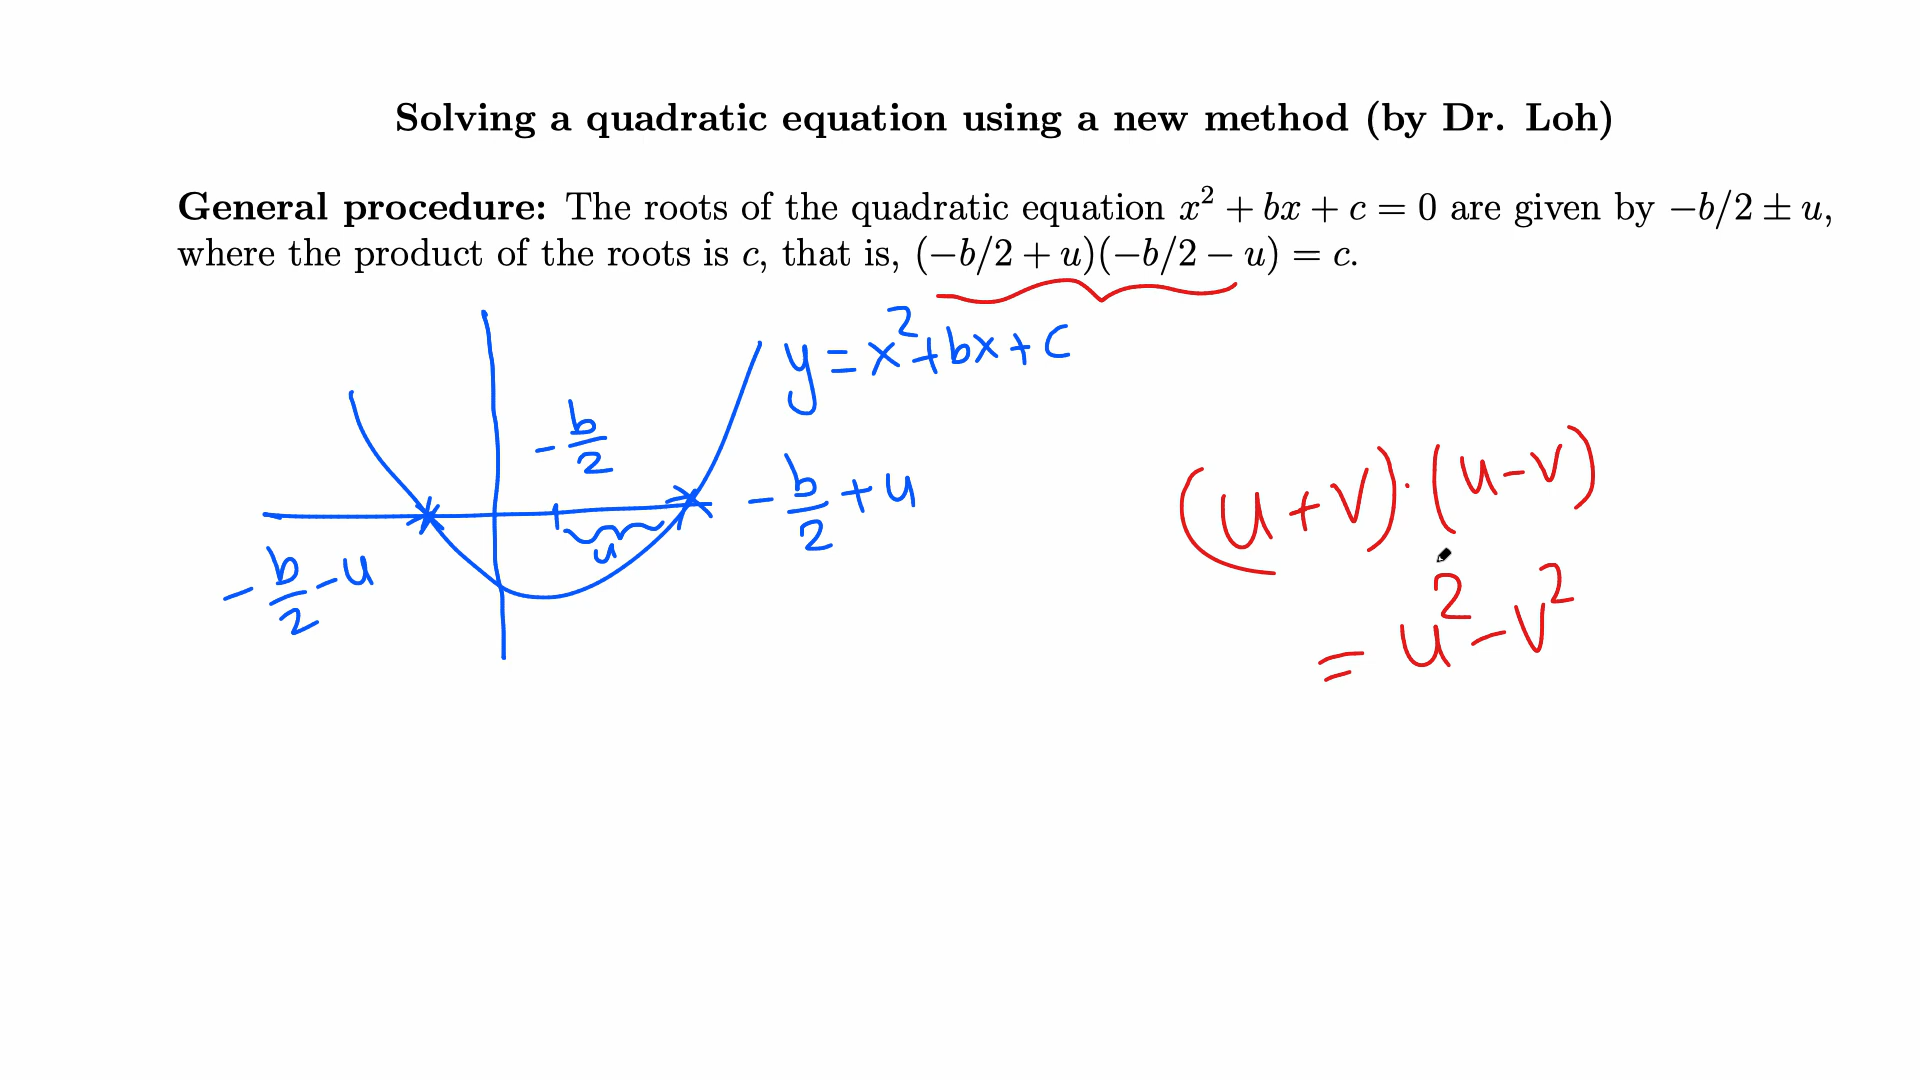 Solving a quadratic equation using a new method (by Dr. Loh)
General procedure: The roots of the quadratic equation x² + bx + c = 0 are given by −b/2 ± u,
where the product of the roots is c, that is, (−b/2 + u)(−b/2 − u) = c.
y = x² + bx + c
-b/2
-b/2 + u
u
-b/2 - u
(u+v)·(u-v)
= u² - v²